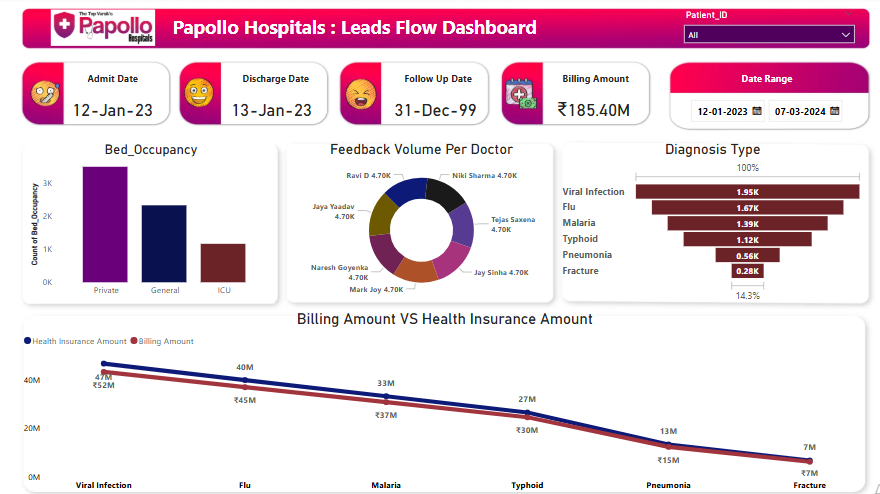 The Top Varsiti's
Papollo
Hospitals
Papollo Hospitals : Leads Flow Dashboard
Patient_ID
All
Admit Date
12-Jan-23
Discharge Date
13-Jan-23
Follow Up Date
31-Dec-99
Billing Amount
₹185.40M
Date Range
12-01-2023
07-03-2024
Bed_Occupancy
Count of Bed_Occupancy
3K
2K
1K
0K
Private
General
ICU
Feedback Volume Per Doctor
Ravi D 4.70K
Niki Sharma 4.70K
Jaya Yaadav
4.70K
Tejas Saxena
4.70K
Naresh Goyenka
4.70K
Jay Sinha 4.70K
Mark Joy 4.70K
Diagnosis Type
100%
Viral Infection 1.95K
Flu 1.67K
Malaria 1.39K
Typhoid 1.12K
Pneumonia 0.56K
Fracture 0.28K
14.3%
Billing Amount VS Health Insurance Amount
Health Insurance Amount Billing Amount
40M
20M
0M
47M
₹52M
40M
₹45M
33M
₹37M
27M
₹30M
13M
₹15M
7M
₹7M
Viral Infection
Flu
Malaria
Typhoid
Pneumonia
Fracture